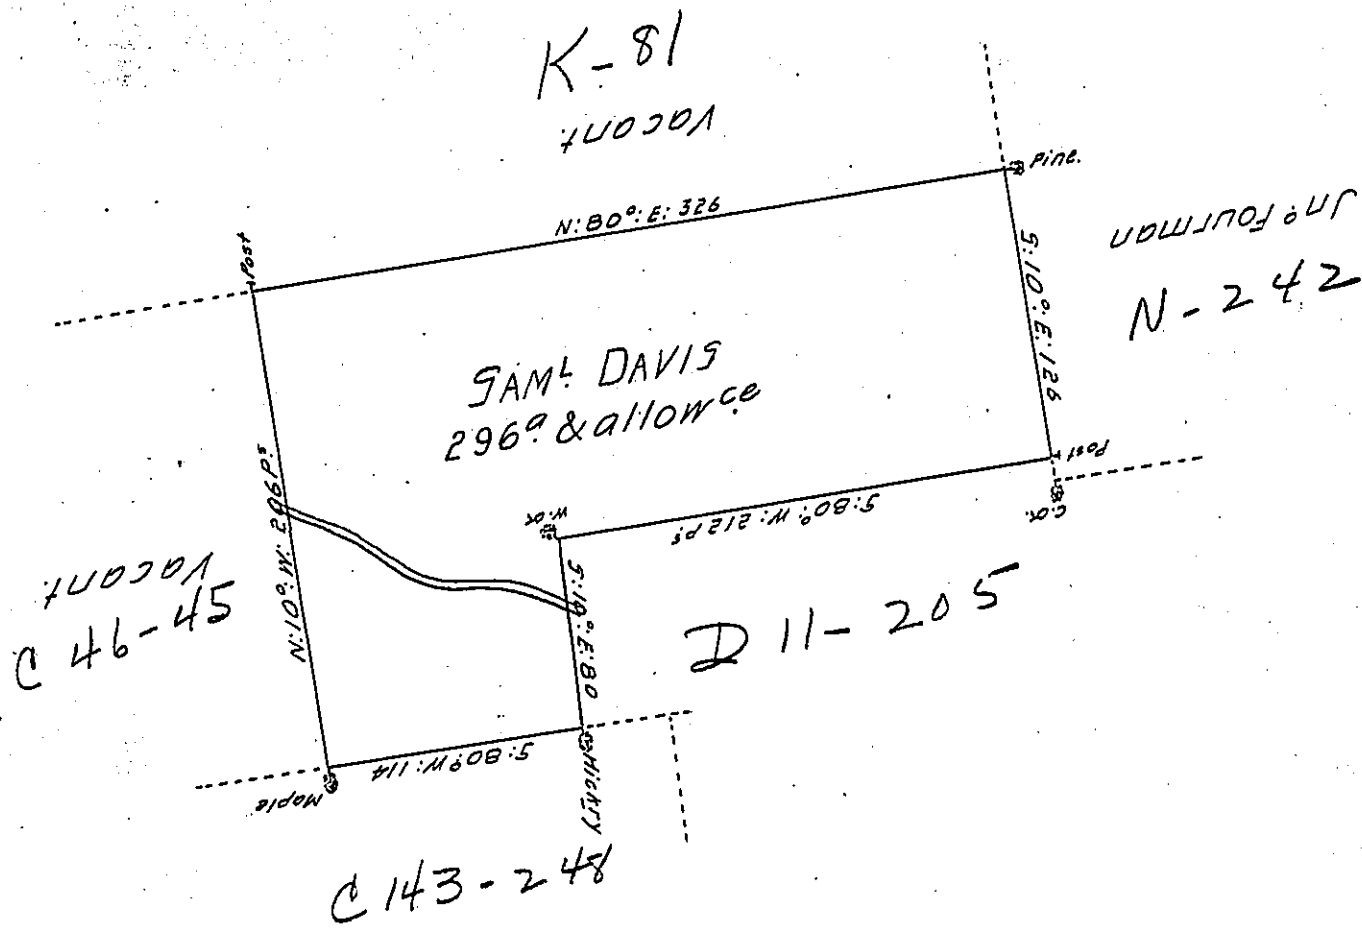 K-81
Vacant
Pine.
N:80°:E:326
Post
Jno Fourman
S:10°:E:126
N-242
SAML DAVIS
296a & allowce
Post
N:10°:W: 206Ps
W.O.
S:80°:W:212Ps
C.O.
Vacant
C 46-45
S:10°:E:80
D 11-205
S:80°W:114
Maple
Hickry
C 143-248